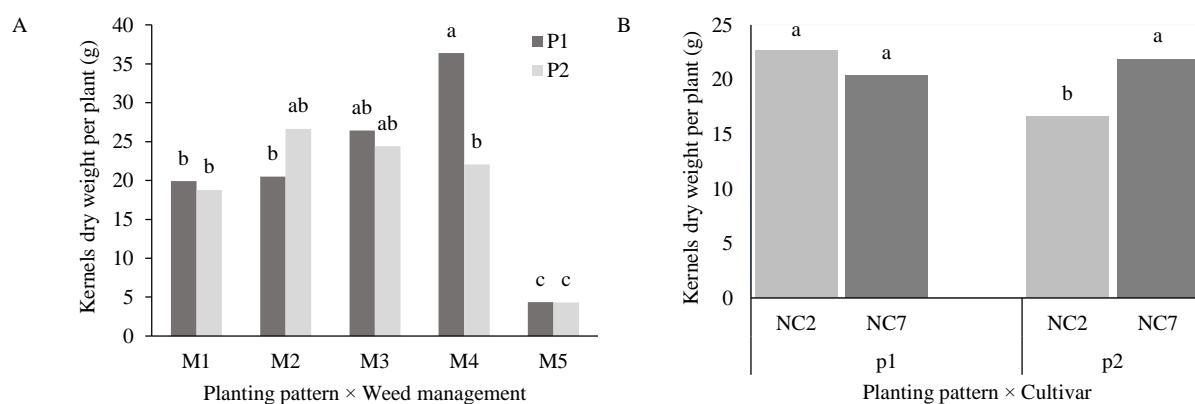 A
Kernels dry weight per plant (g)
40
35
30
25
20
15
10
5
0
P1
P2
b
b
b
ab
ab
ab
a
b
c
c
M1 M2 M3 M4 M5
Planting pattern × Weed management
B
Kernels dry weight per plant (g)
25
20
15
10
5
0
a
a
b
a
NC2 NC7 NC2 NC7
p1 p2
Planting pattern × Cultivar